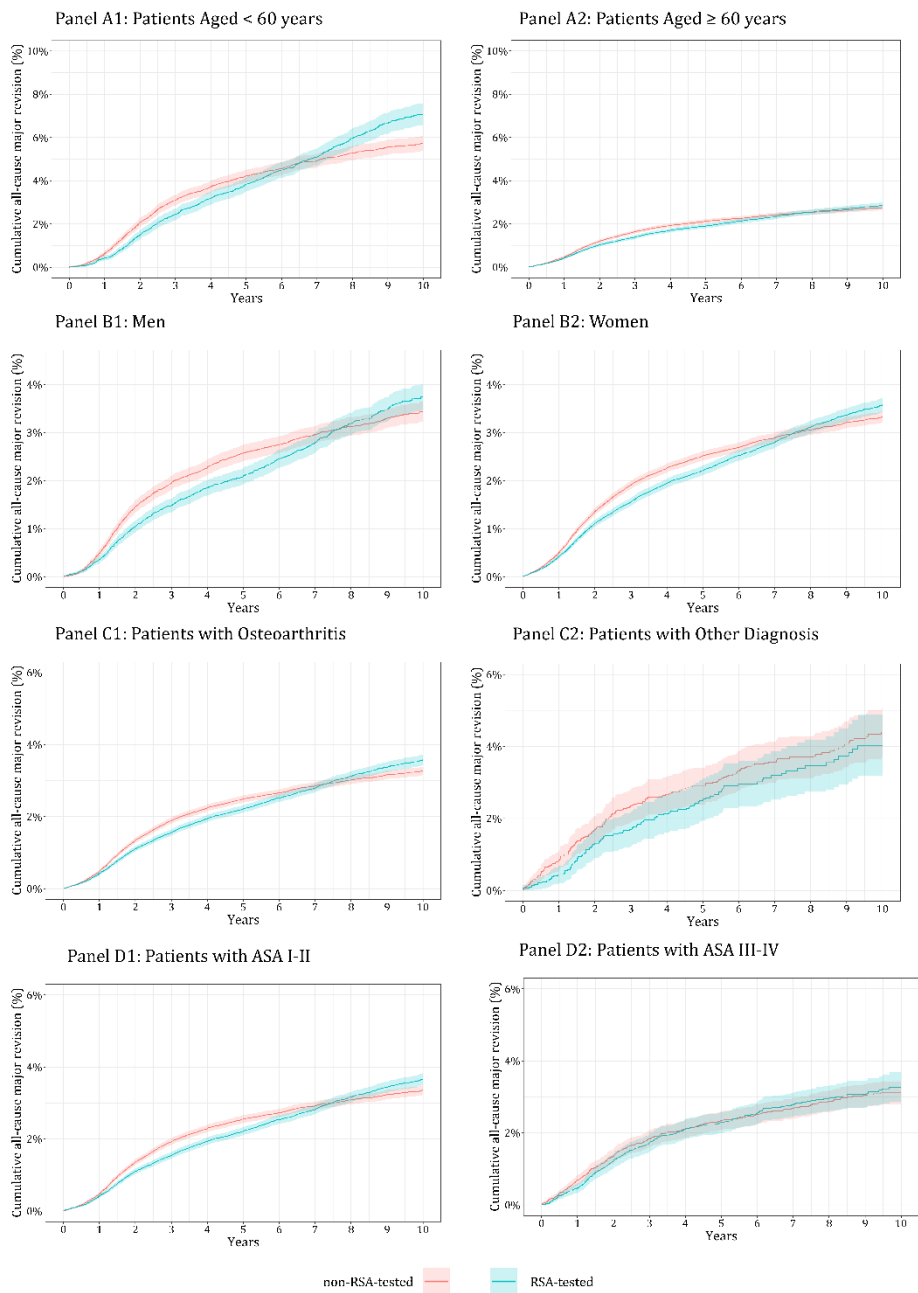 Panel A1: Patients Aged < 60 years
Cumulative all-cause major revision (%)
10%
8%
6%
4%
2%
0%
0 1 2 3 4 5 6 7 8 9 10
Years
Panel A2: Patients Aged ≥ 60 years
Cumulative all-cause major revision (%)
10%
8%
6%
4%
2%
0%
0 1 2 3 4 5 6 7 8 9 10
Years
Panel B1: Men
Cumulative all-cause major revision (%)
4%
3%
2%
1%
0%
0 1 2 3 4 5 6 7 8 9 10
Years
Panel B2: Women
Cumulative all-cause major revision (%)
4%
3%
2%
1%
0%
0 1 2 3 4 5 6 7 8 9 10
Years
Panel C1: Patients with Osteoarthritis
Cumulative all-cause major revision (%)
6%
4%
2%
0%
0 1 2 3 4 5 6 7 8 9 10
Years
Panel C2: Patients with Other Diagnosis
Cumulative all-cause major revision (%)
6%
4%
2%
0%
0 1 2 3 4 5 6 7 8 9 10
Years
Panel D1: Patients with ASA I-II
Cumulative all-cause major revision (%)
6%
4%
2%
0%
0 1 2 3 4 5 6 7 8 9 10
Years
Panel D2: Patients with ASA III-IV
Cumulative all-cause major revision (%)
6%
4%
2%
0%
0 1 2 3 4 5 6 7 8 9 10
Years
non-RSA-tested RSA-tested